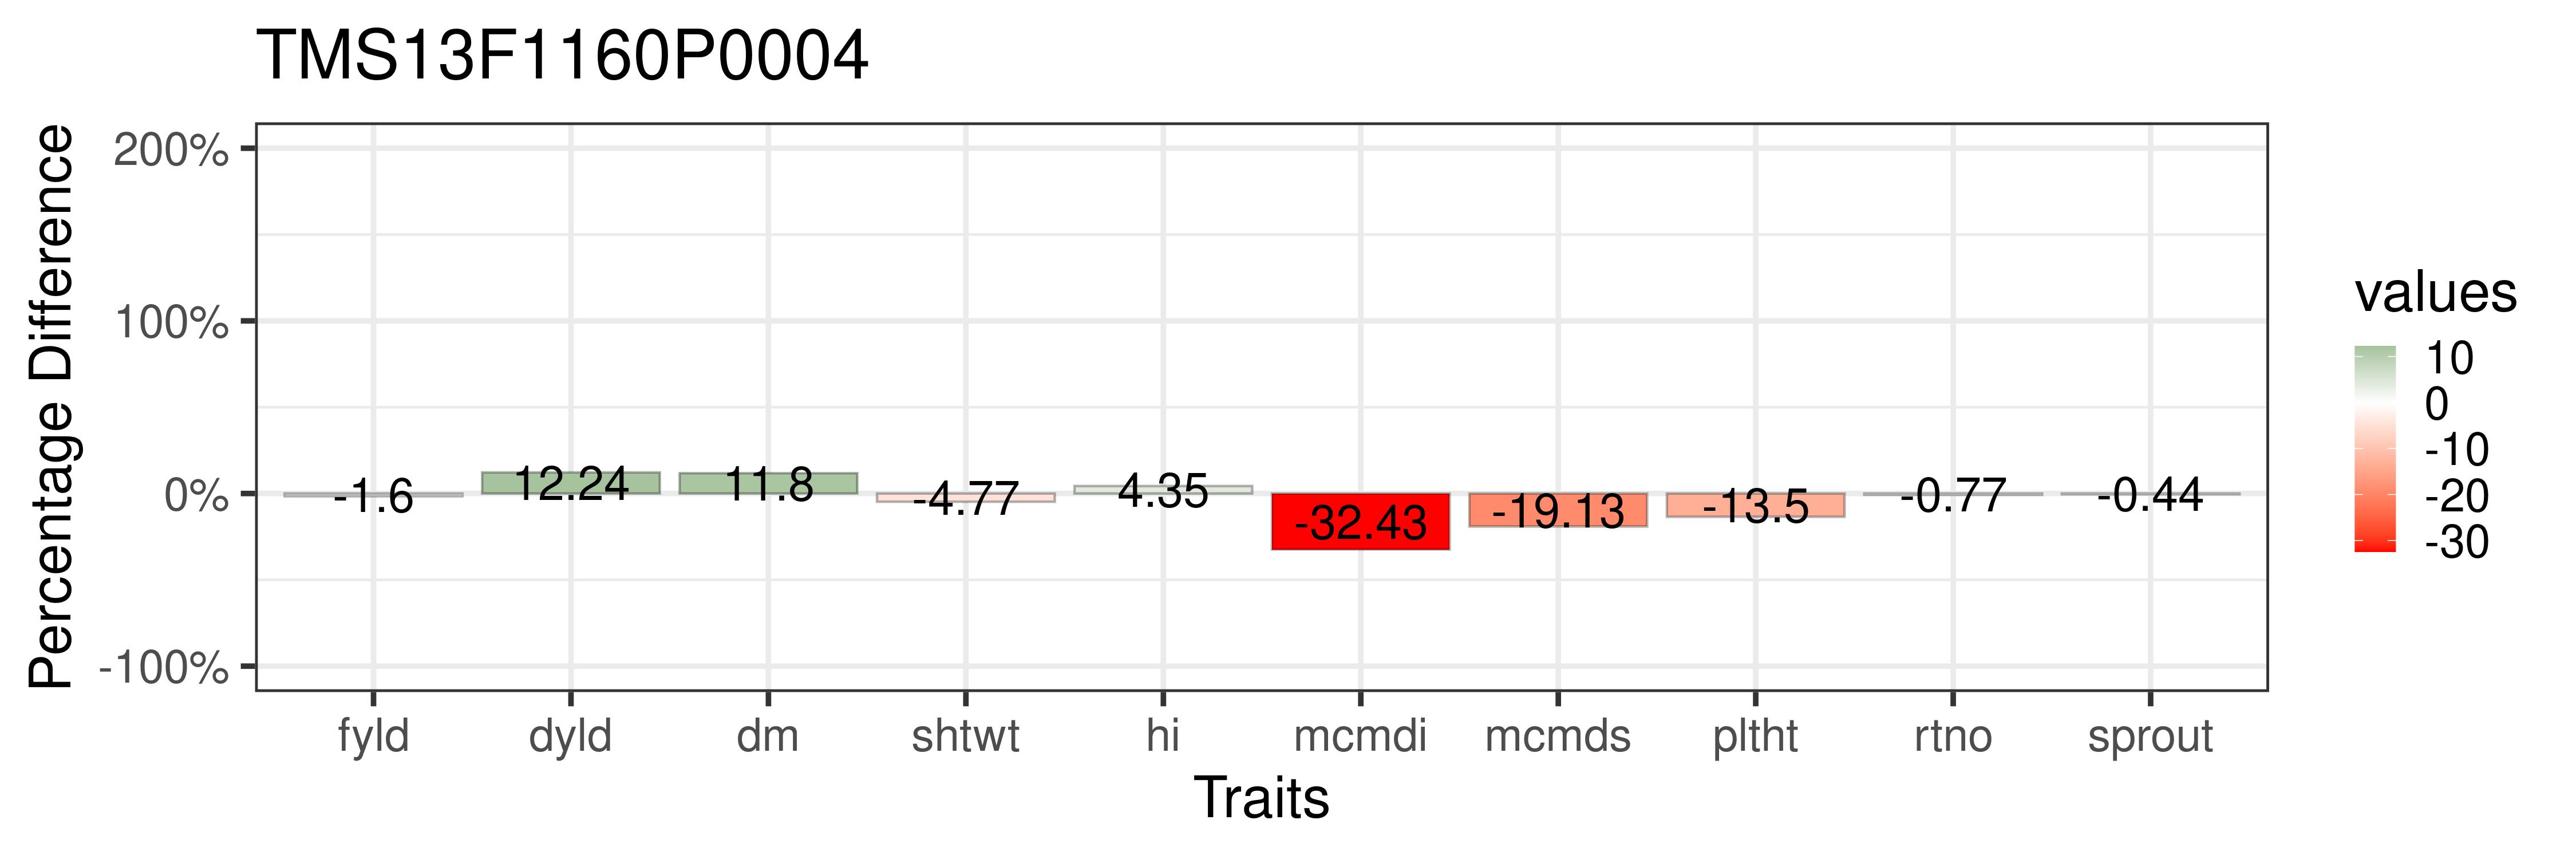 TMS13F1160P0004
Percentage Difference
200%
100%
0%
-100%
-1.6
12.24
11.8
-4.77
4.35
-32.43
-19.13
-13.5
-0.77
-0.44
fyld
dyld
dm
shtwt
hi
mcmdi
mcmds
pltht
rtno
sprout
Traits
values
10
0
-10
-20
-30